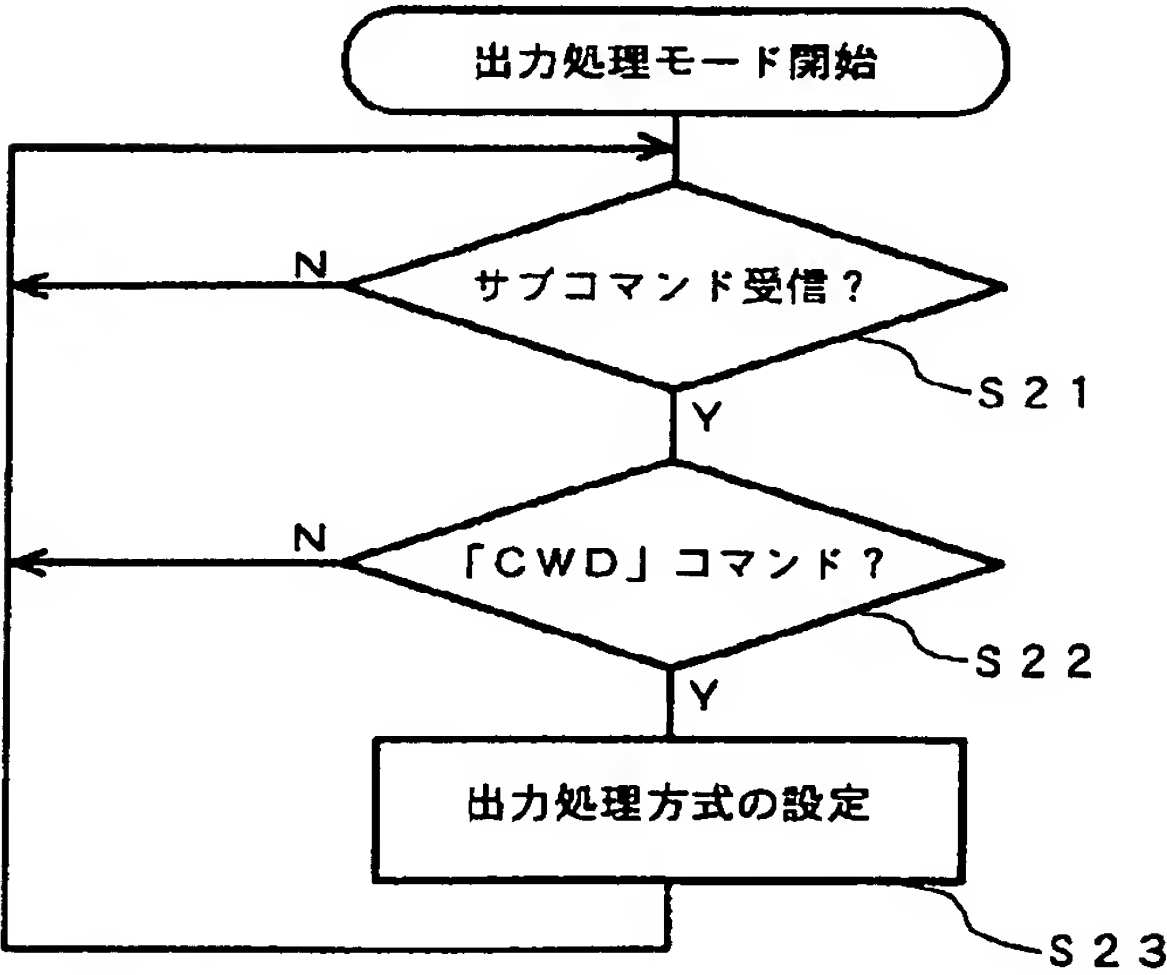 出力処理モード開始
N
サブコマンド受信？
S21
Y
N
「CWD」コマンド？
S22
Y
出力処理方式の設定
S23